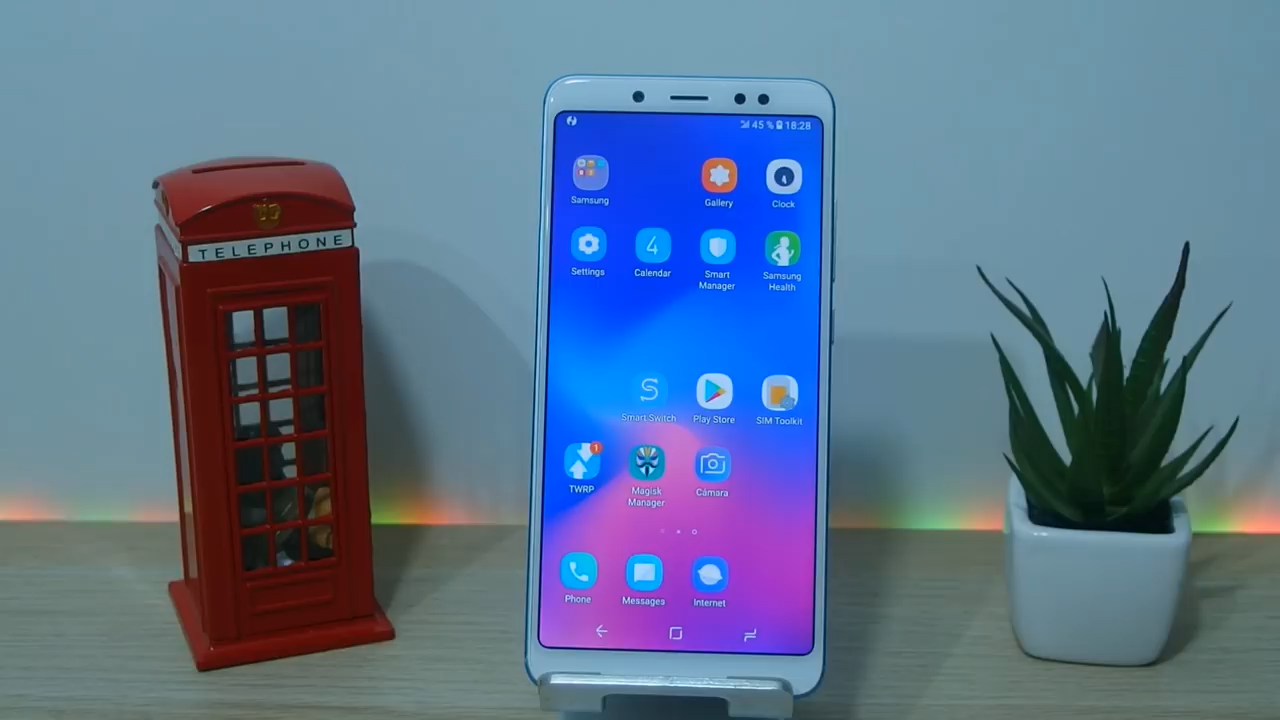 TELEPHONE
45 % 18:28
Samsung
Gallery
Clock
Settings
4
Calendar
Smart
Manager
Samsung
Health
S
Smart Switch
Play Store
SIM Toolkit
1
TWRP
Magisk
Manager
Cámara
Phone
Messages
Internet